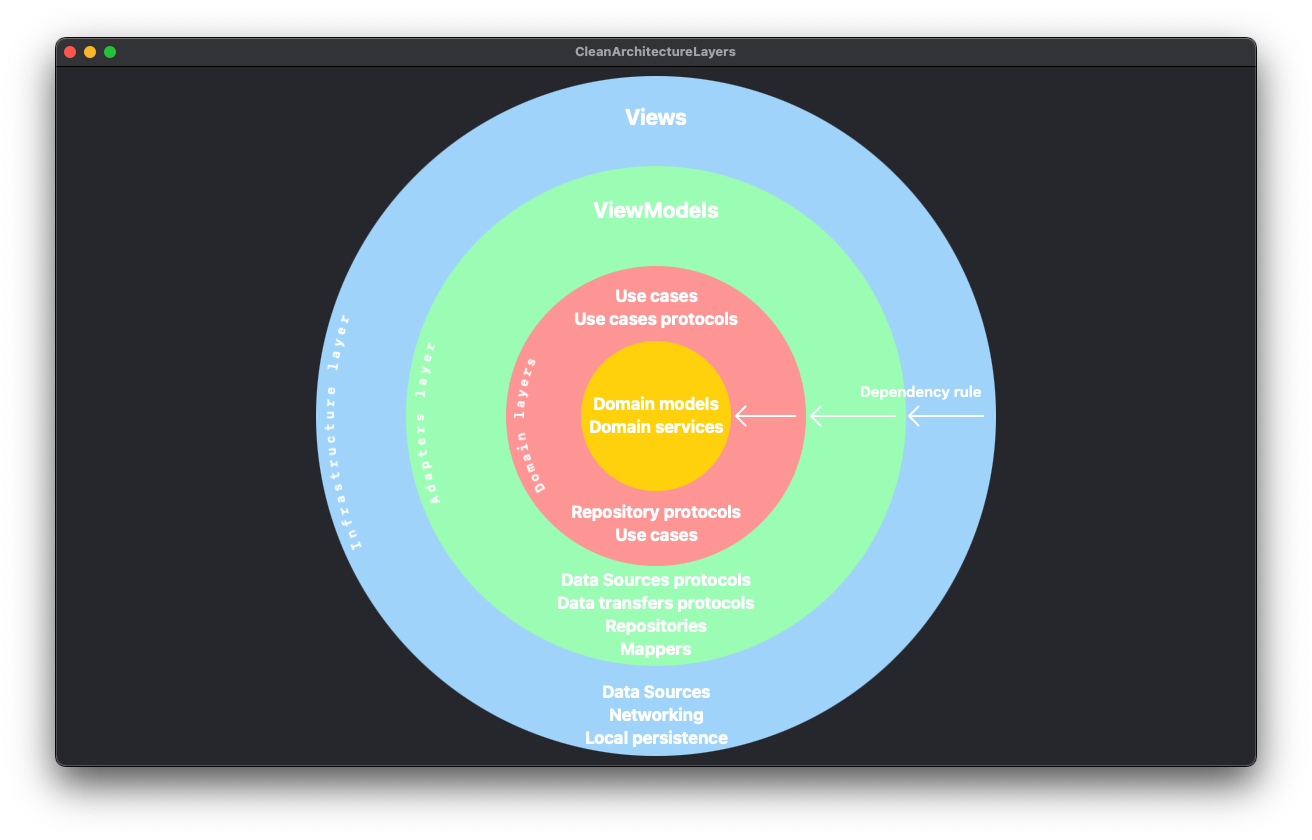 CleanArchitectureLayers
Views
ViewModels
Use cases
Use cases protocols
Infrastructure layer
Adapters layer
Domain layers
Domain models
Domain services
Dependency rule
Repository protocols
Use cases
Data Sources protocols
Data transfers protocols
Repositories
Mappers
Data Sources
Networking
Local persistence